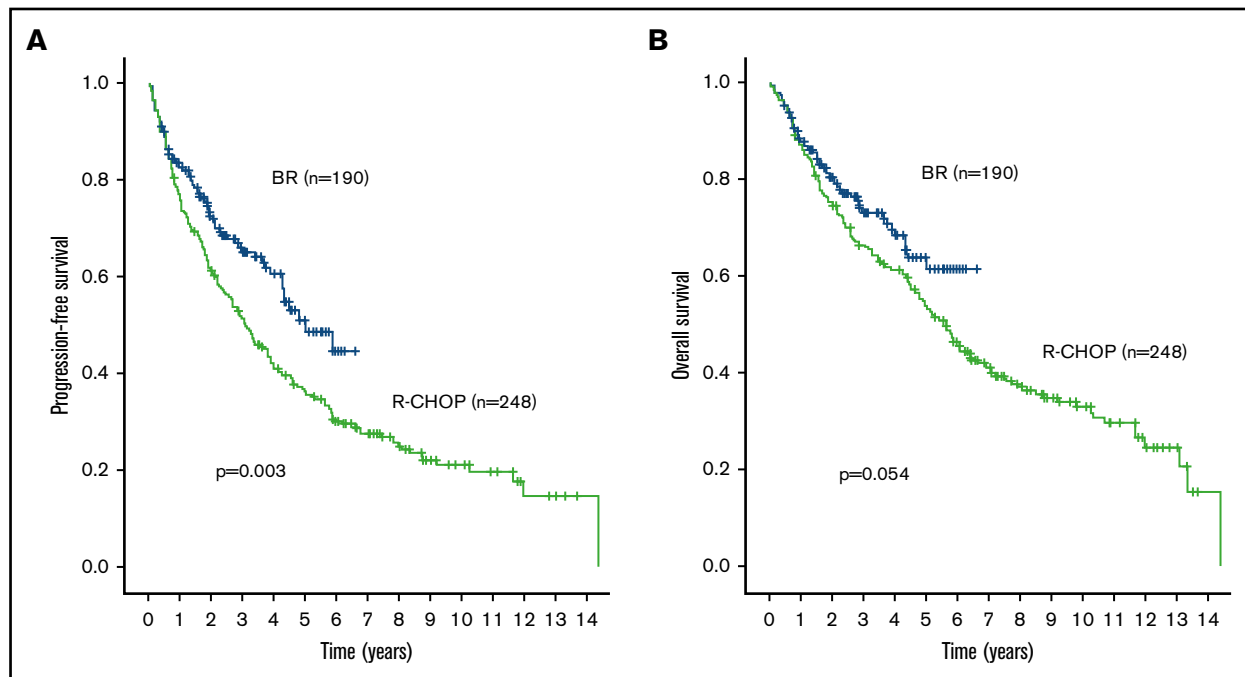 A
Progression-free survival
1.0
0.8
0.6
0.4
0.2
0.0
BR (n=190)
R-CHOP (n=248)
p=0.003
0 1 2 3 4 5 6 7 8 9 10 11 12 13 14
Time (years)
B
Overall survival
1.0
0.8
0.6
0.4
0.2
0.0
BR (n=190)
R-CHOP (n=248)
p=0.054
0 1 2 3 4 5 6 7 8 9 10 11 12 13 14
Time (years)